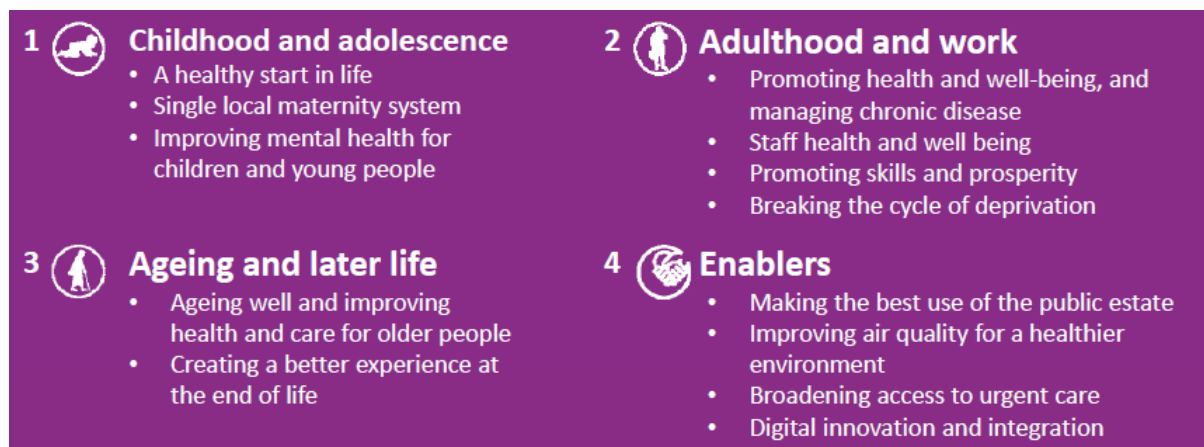 1 Childhood and adolescence
• A healthy start in life
• Single local maternity system
• Improving mental health for
children and young people
2 Adulthood and work
• Promoting health and well-being, and
managing chronic disease
• Staff health and well being
• Promoting skills and prosperity
• Breaking the cycle of deprivation
3 Ageing and later life
• Ageing well and improving
health and care for older people
• Creating a better experience at
the end of life
4 Enablers
• Making the best use of the public estate
• Improving air quality for a healthier
environment
• Broadening access to urgent care
• Digital innovation and integration